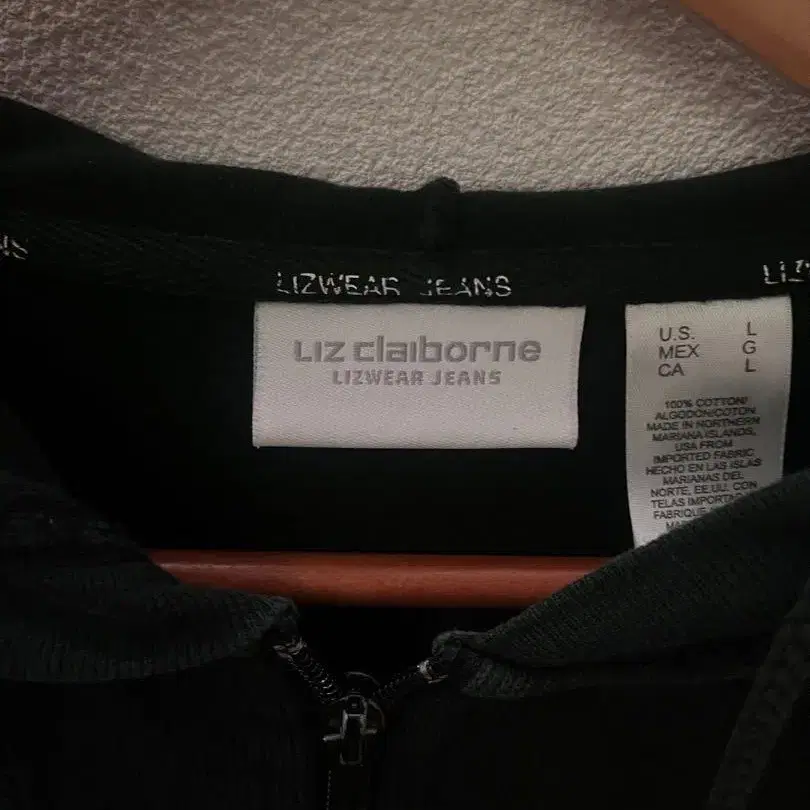 LIZWEAR JEANS
Liz claiborne
LIZWEAR JEANS
U.S. L
MEX G
CA L
100% COTTON/
ALGODON/COTON
MADE IN NORTHERN
MARIANA ISLANDS,
USA FROM
IMPORTED FABRIC
HECHO EN LAS ISLAS
MARIANAS DEL
NORTE, EE.UU. CON
TELAS
FABRIQUE